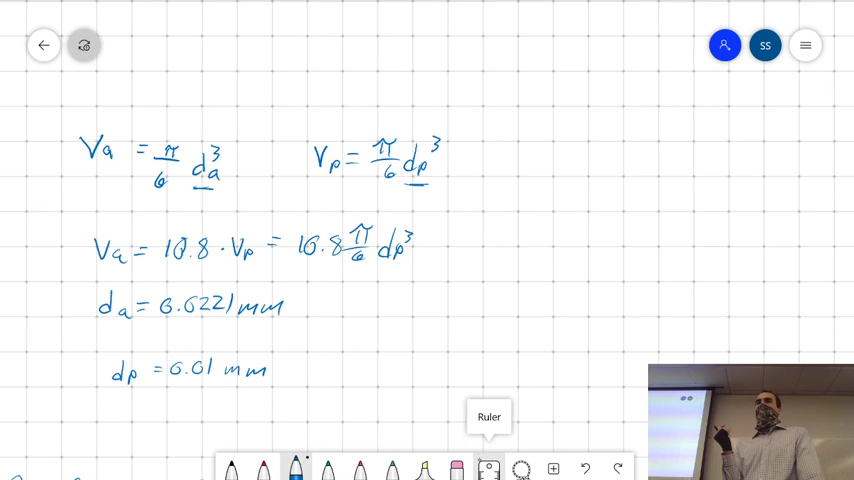 SS
Va = π/6 da³    Vp = π/6 dp³
Va = 10.8 · Vp = 10.8 π/6 dp³
da = 0.0221 mm
dp = 0.01 mm
Ruler